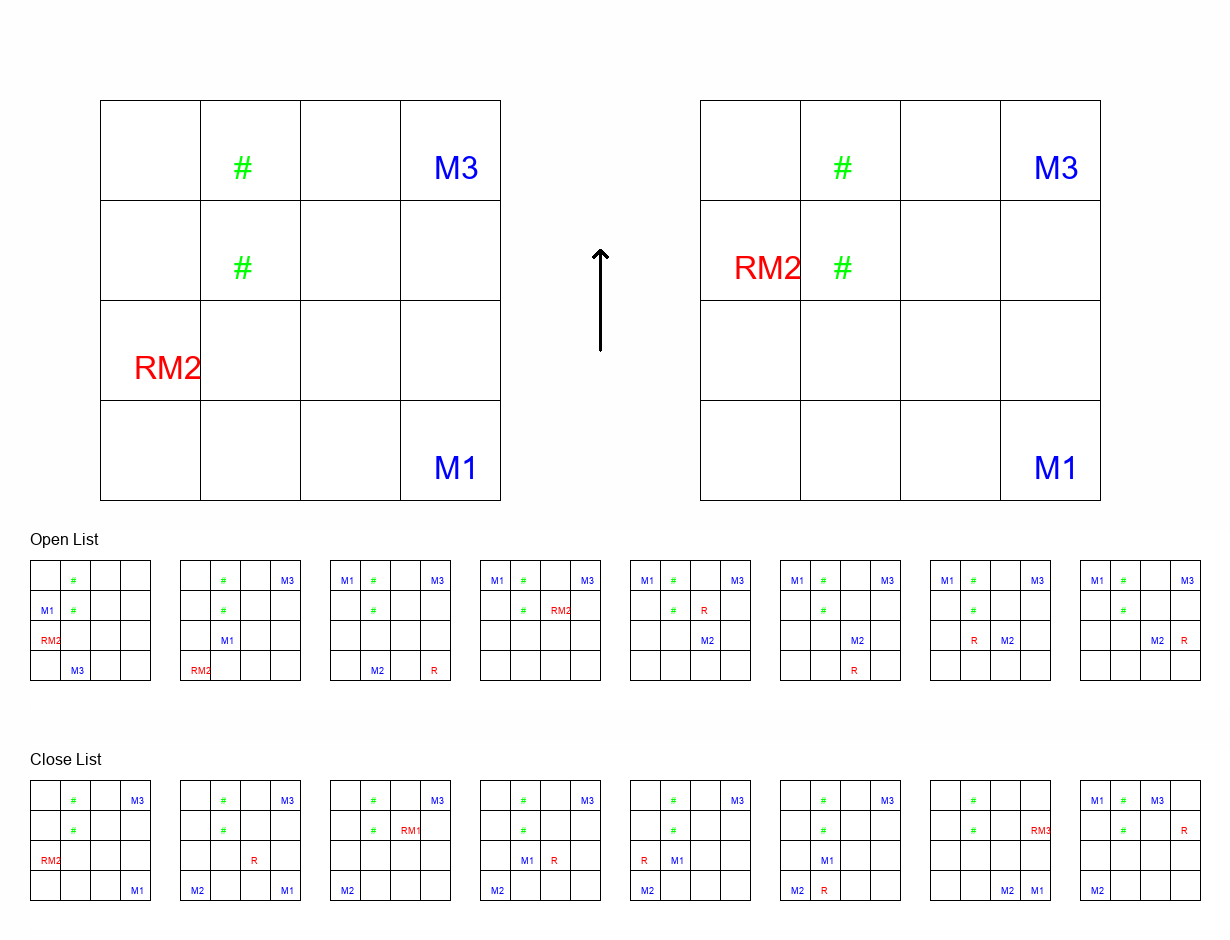 # M3 # M3
# RM2 #
RM2
M1 M1
Open List
# # M3 M1 # M3 M1 # M3 M1 # M3 M1 # M3 M1 # M3 M1 # M3
M1 # # # # RM2 # R # # #
RM2 M1 M2 M2 R M2 M2 R
M3 RM2 M2 R R
Close List
# M3 # M3 # M3 # M3 # M3 # M3 # M1 # M3
# # # RM1 # # # # RM3 # R
RM2 R M1 R R M1 M1
M1 M2 M1 M2 M2 M2 M2 R M2 M1 M2